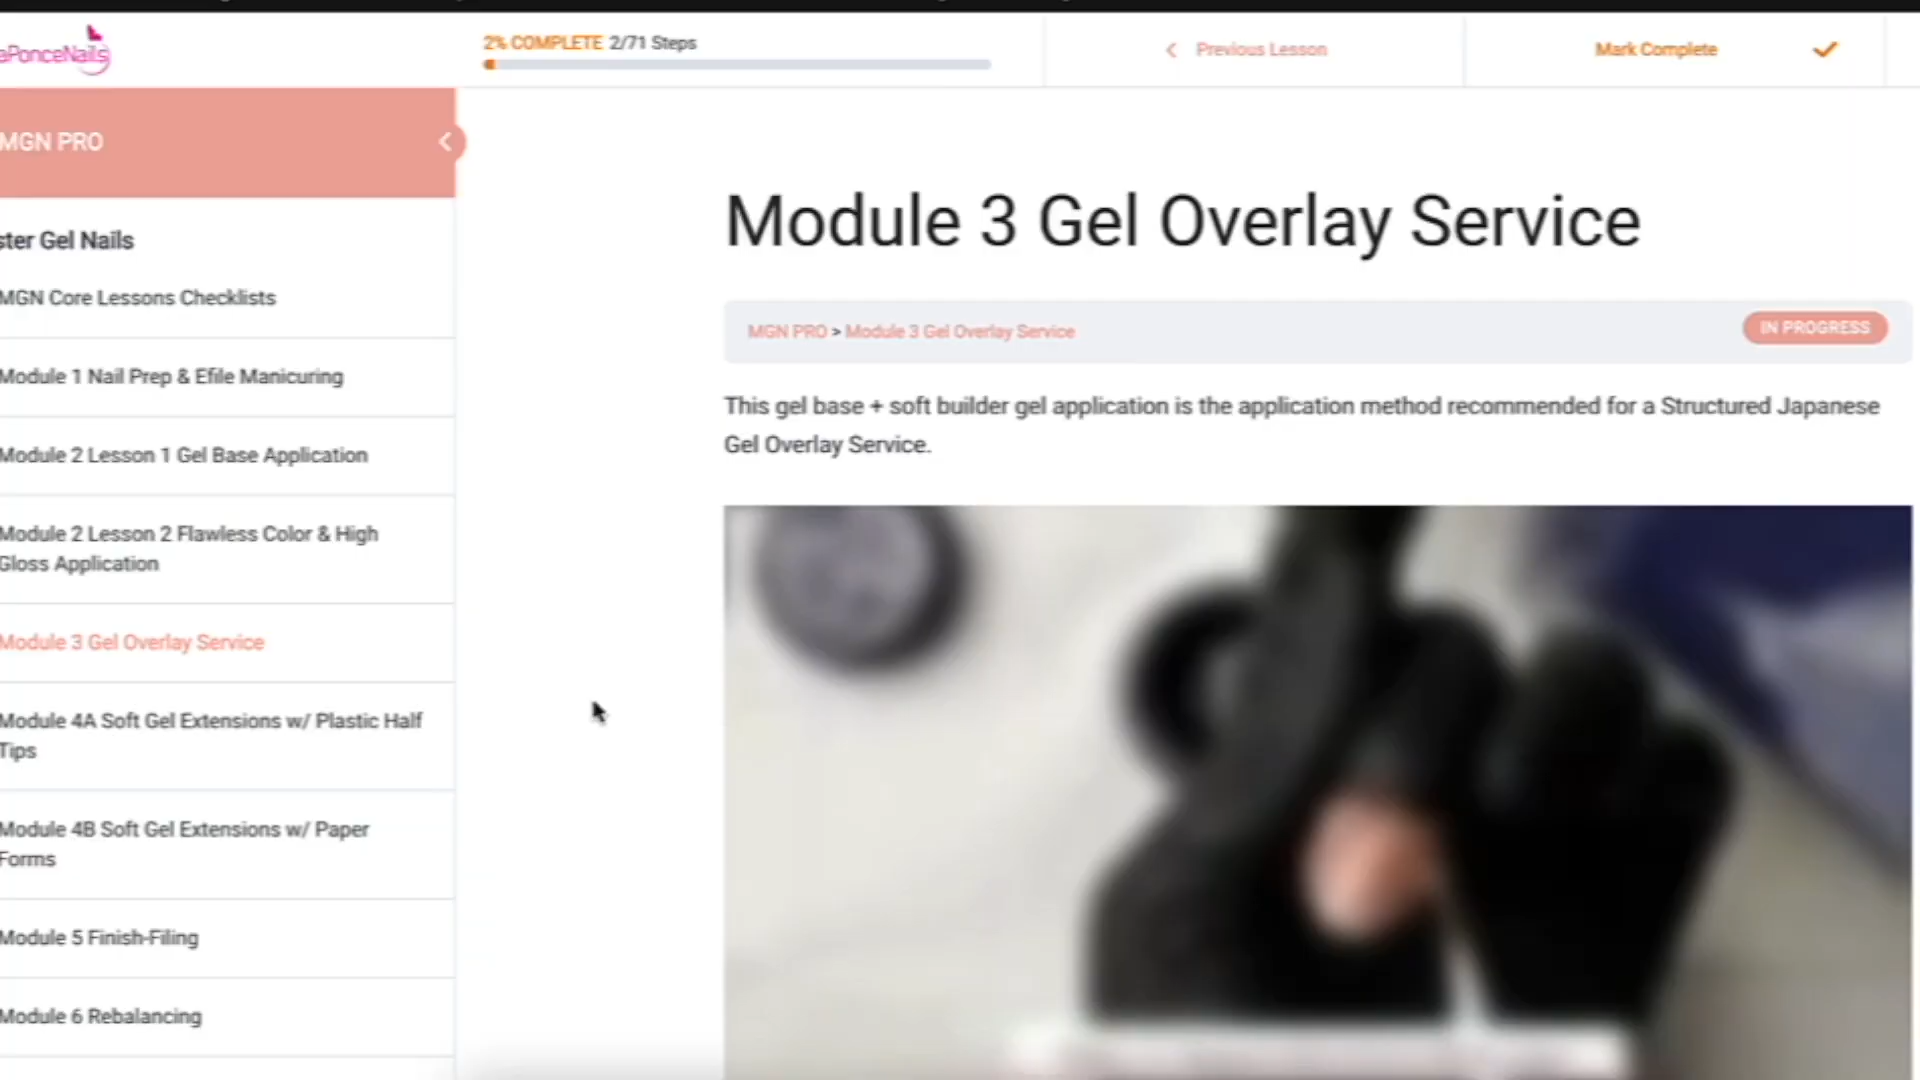 aPonceNails
2% COMPLETE 2/71 Steps
Previous Lesson
Mark Complete
MGN PRO
ster Gel Nails
MGN Core Lessons Checklists
Module 1 Nail Prep & Efile Manicuring
Module 2 Lesson 1 Gel Base Application
Module 2 Lesson 2 Flawless Color & High
Gloss Application
Module 3 Gel Overlay Service
Module 4A Soft Gel Extensions w/ Plastic Half
Tips
Module 4B Soft Gel Extensions w/ Paper
Forms
Module 5 Finish-Filing
Module 6 Rebalancing
Module 3 Gel Overlay Service
MGN PRO > Module 3 Gel Overlay Service
IN PROGRESS
This gel base + soft builder gel application is the application method recommended for a Structured Japanese
Gel Overlay Service.